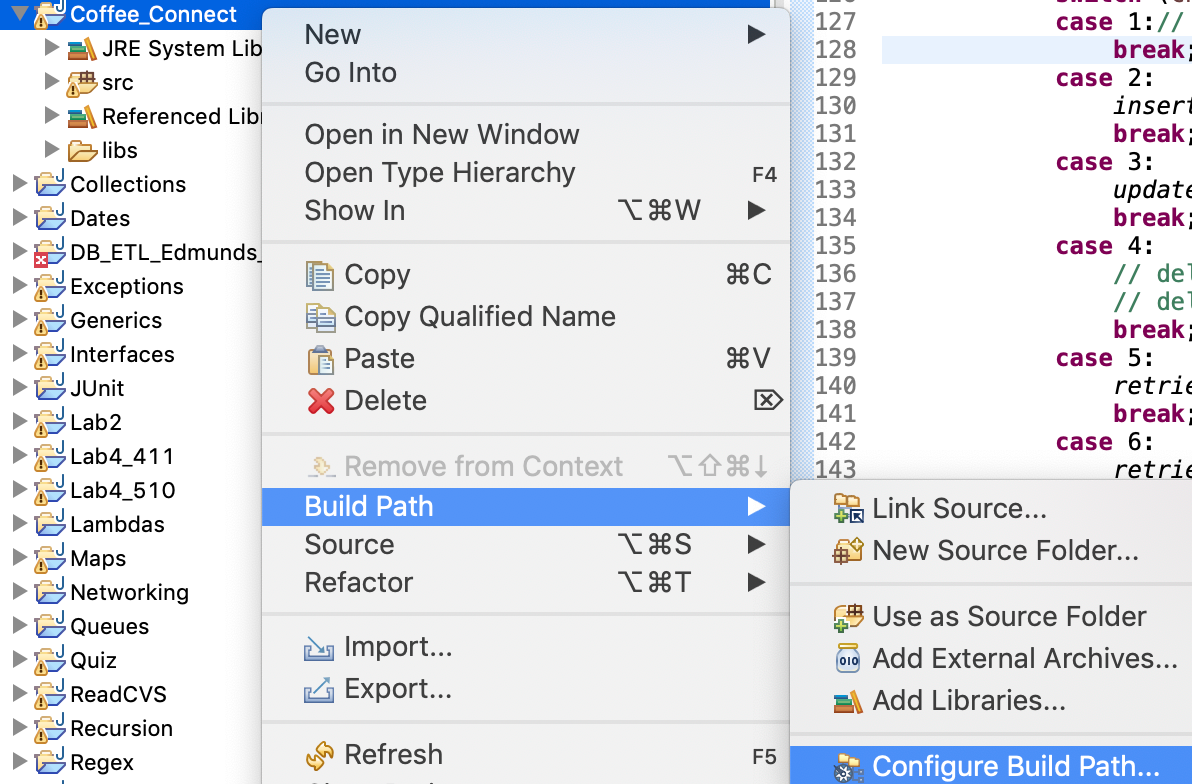 Coffee_Connect
JRE System Lib
src
Referenced Libr
libs
Collections
Dates
DB_ETL_Edmunds_
Exceptions
Generics
Interfaces
JUnit
Lab2
Lab4_411
Lab4_510
Lambdas
Maps
Networking
Queues
Quiz
ReadCVS
Recursion
Regex
New
Go Into
Open in New Window
Open Type Hierarchy F4
Show In ⌥⌘W
Copy ⌘C
Copy Qualified Name
Paste ⌘V
Delete ⌦
Remove from Context ⌥⇧⌘↓
Build Path
Source ⌥⌘S
Refactor ⌥⌘T
Import...
Export...
Refresh F5
127 case 1://
128 break;
129 case 2:
130 insert
131 break;
132 case 3:
133 update
134 break;
135 case 4:
136 // del
137 // del
138 break;
139 case 5:
140 retrie
141 break;
142 case 6:
143 retrie
Link Source...
New Source Folder...
Use as Source Folder
Add External Archives...
Add Libraries...
Configure Build Path...